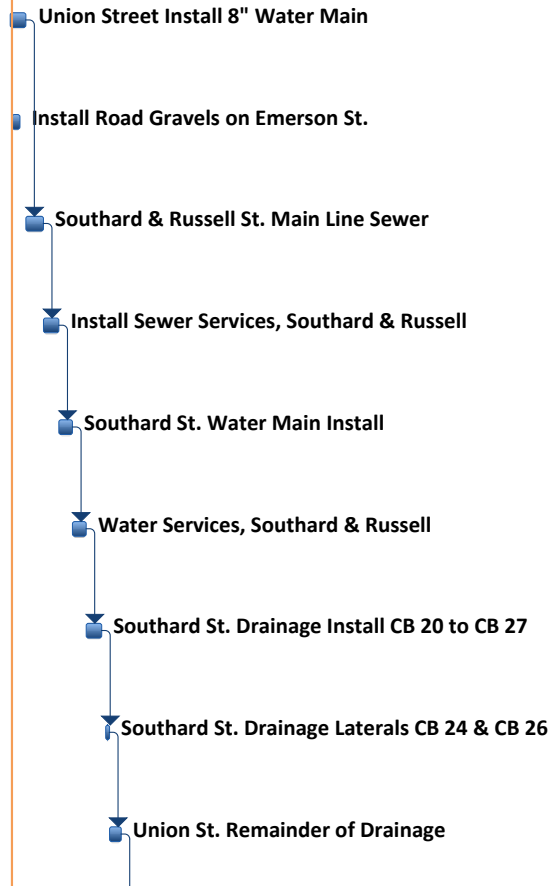 Union Street Install 8" Water Main
Install Road Gravels on Emerson St.
Southard & Russell St. Main Line Sewer
Install Sewer Services, Southard & Russell
Southard St. Water Main Install
Water Services, Southard & Russell
Southard St. Drainage Install CB 20 to CB 27
Southard St. Drainage Laterals CB 24 & CB 26
Union St. Remainder of Drainage